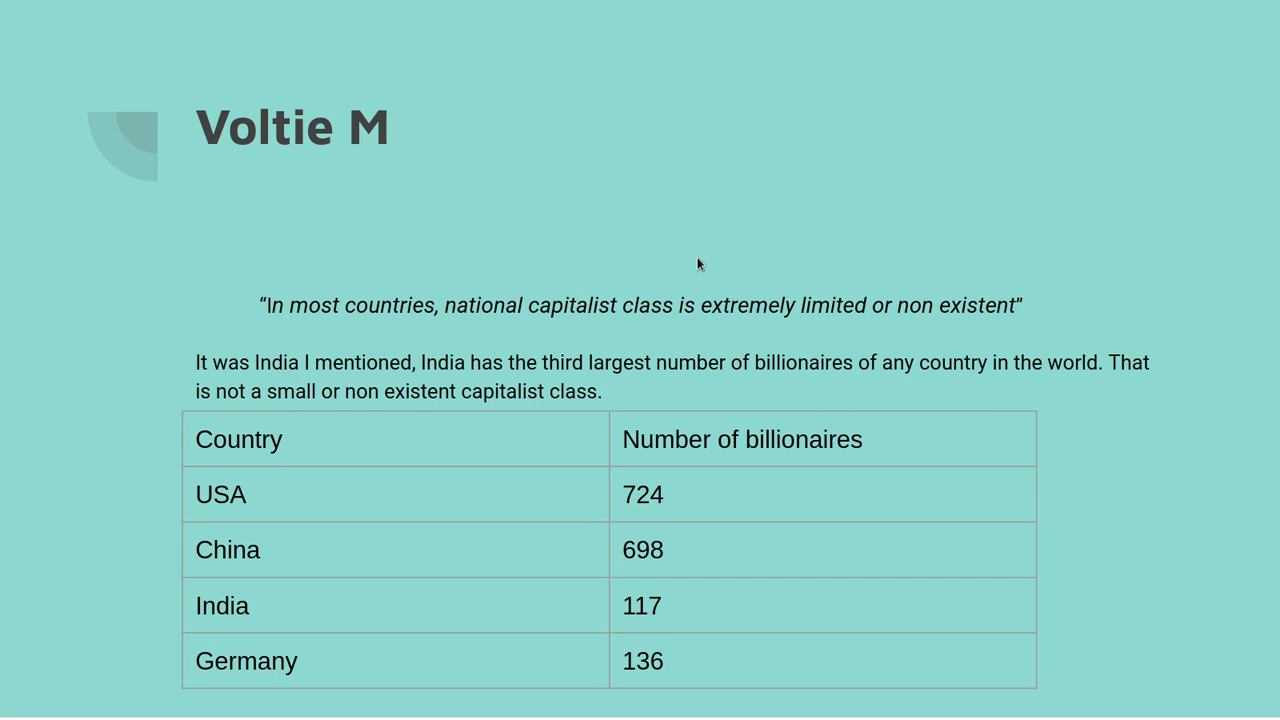 Voltie M
“In most countries, national capitalist class is extremely limited or non existent”
It was India I mentioned, India has the third largest number of billionaires of any country in the world. That
is not a small or non existent capitalist class.
Country Number of billionaires
USA 724
China 698
India 117
Germany 136